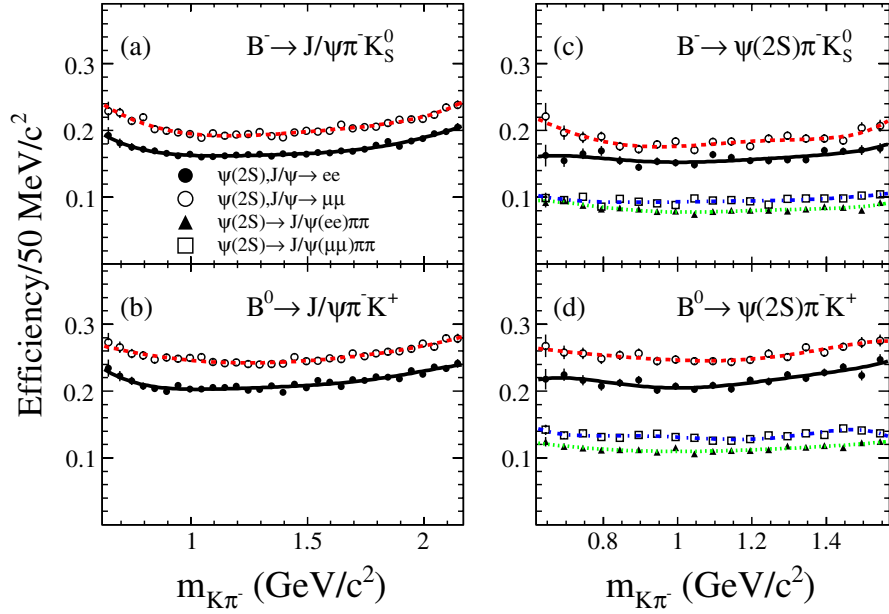 (a) B⁻→ J/ψπ⁻K⁰S
(c) B⁻→ ψ(2S)π⁻K⁰S
0.3
0.2
0.1
ψ(2S),J/ψ→ ee
ψ(2S),J/ψ→ μμ
ψ(2S)→ J/ψ(ee)ππ
ψ(2S)→ J/ψ(μμ)ππ
(b) B⁰→ J/ψπ⁻K⁺
(d) B⁰→ ψ(2S)π⁻K⁺
0.3
0.2
0.1
Efficiency/50 MeV/c²
1 1.5 2
0.8 1 1.2 1.4
mKπ⁻ (GeV/c²)
mKπ⁻ (GeV/c²)